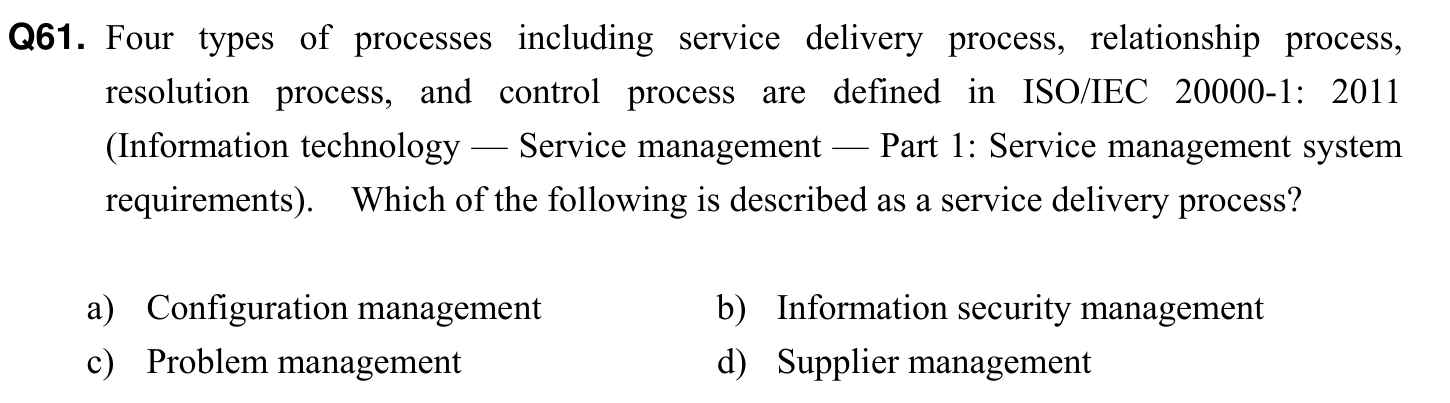 Q61. Four types of processes including service delivery process, relationship process,
resolution process, and control process are defined in ISO/IEC 20000-1: 2011
(Information technology — Service management — Part 1: Service management system
requirements). Which of the following is described as a service delivery process?
a) Configuration management b) Information security management
c) Problem management d) Supplier management